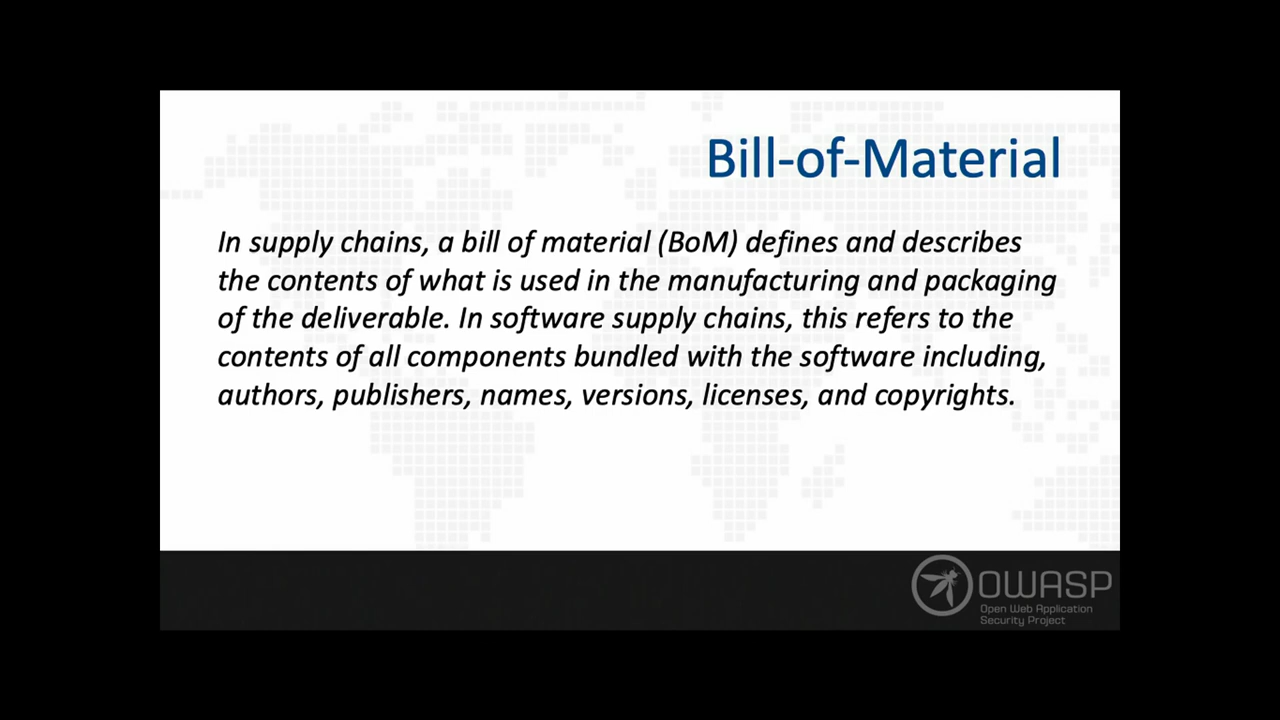 Bill-of-Material
In supply chains, a bill of material (BoM) defines and describes
the contents of what is used in the manufacturing and packaging
of the deliverable. In software supply chains, this refers to the
contents of all components bundled with the software including,
authors, publishers, names, versions, licenses, and copyrights.
OWASP
Open Web Application
Security Project